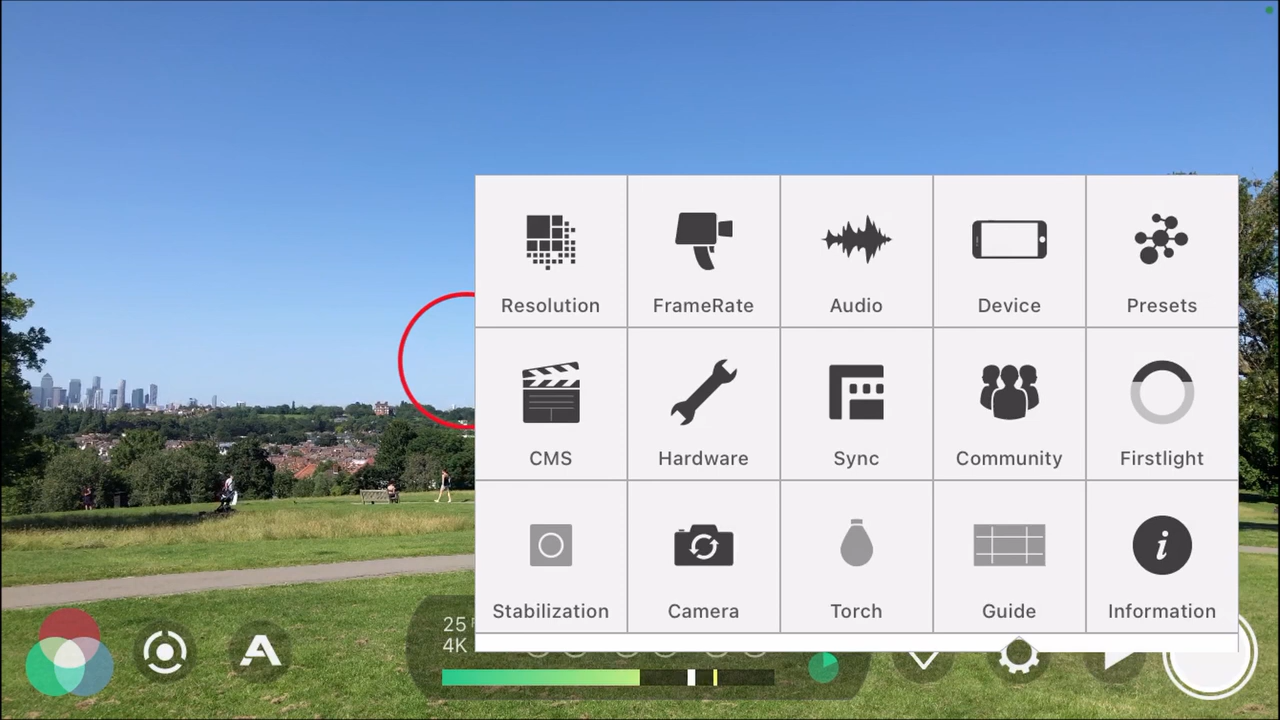 Resolution
FrameRate
Audio
Device
Presets
CMS
Hardware
Sync
Community
Firstlight
Stabilization
Camera
Torch
Guide
Information
25
4K